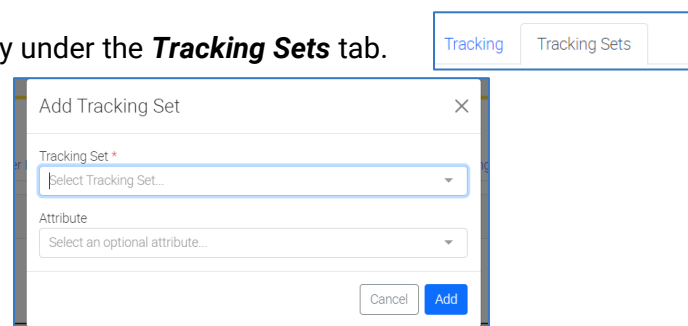 y under the Tracking Sets tab.
Tracking Tracking Sets
Add Tracking Set
Tracking Set *
Select Tracking Set...
Attribute
Select an optional attribute...
Cancel Add